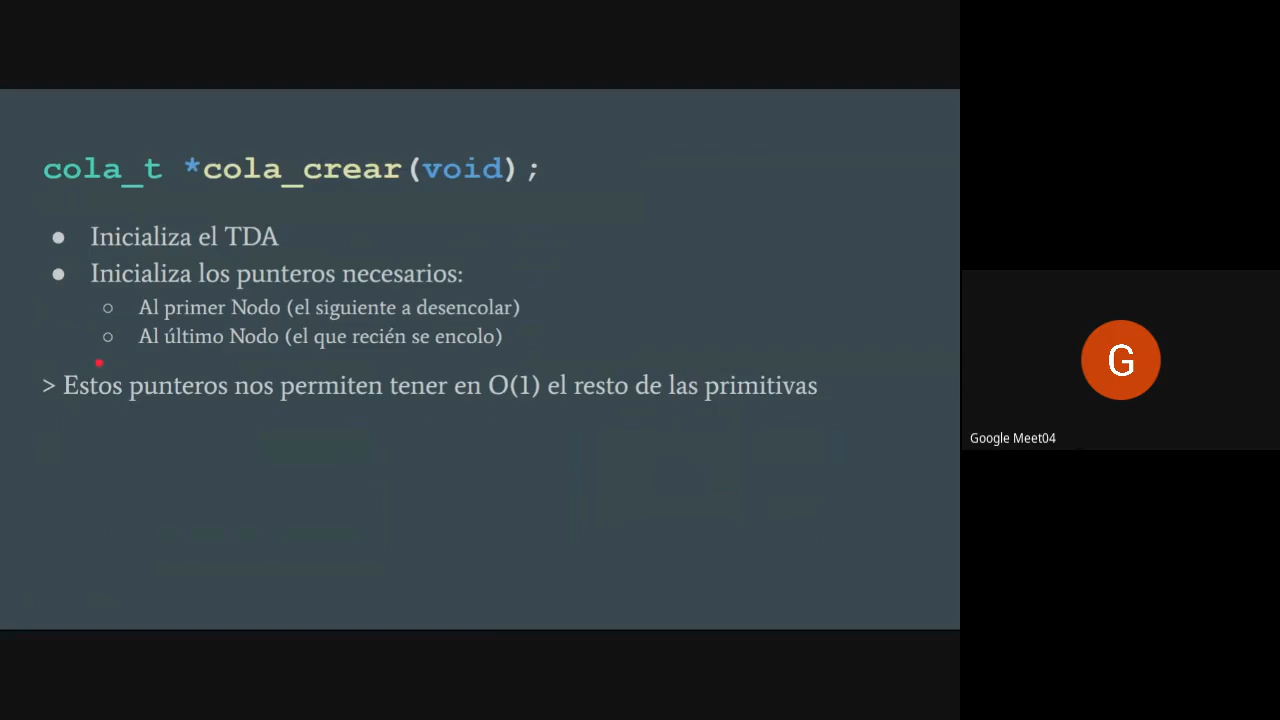 cola_t *cola_crear(void);
● Inicializa el TDA
● Inicializa los punteros necesarios:
○ Al primer Nodo (el siguiente a desencolar)
○ Al último Nodo (el que recién se encolo)
> Estos punteros nos permiten tener en O(1) el resto de las primitivas
G
Google Meet04